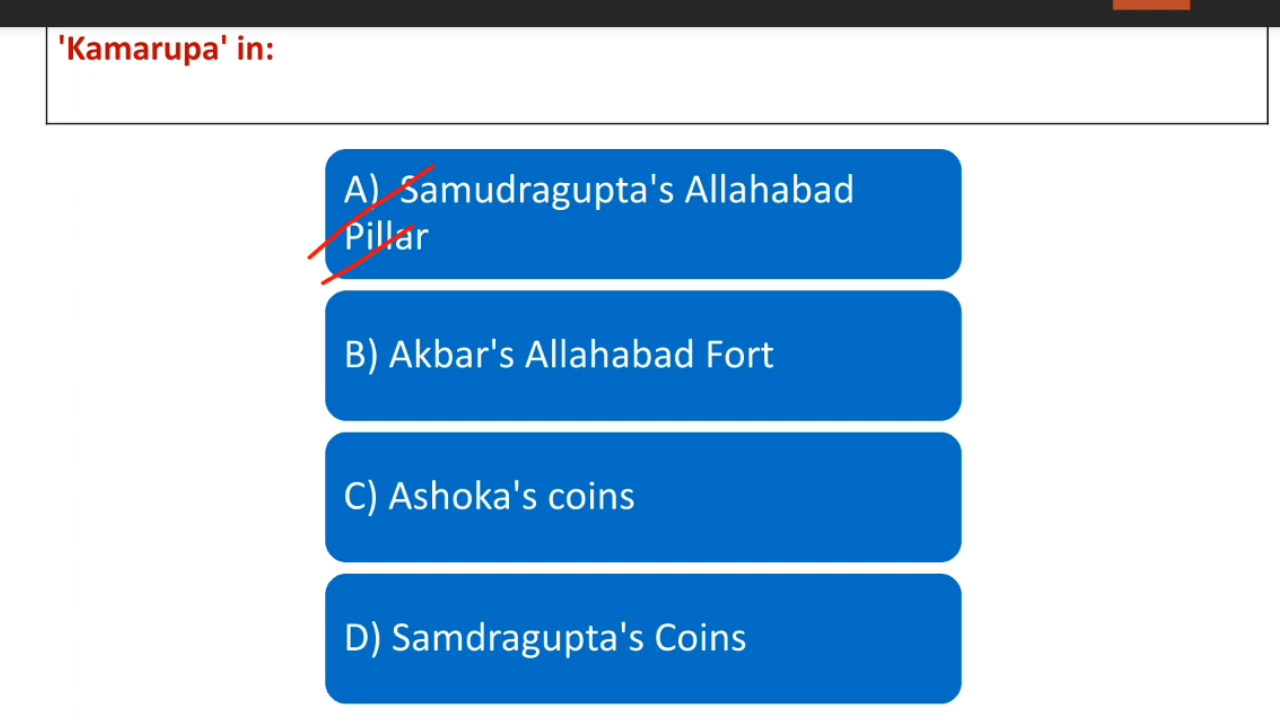 'Kamarupa' in:
A) Samudragupta's Allahabad
Pillar
B) Akbar's Allahabad Fort
C) Ashoka's coins
D) Samdragupta's Coins